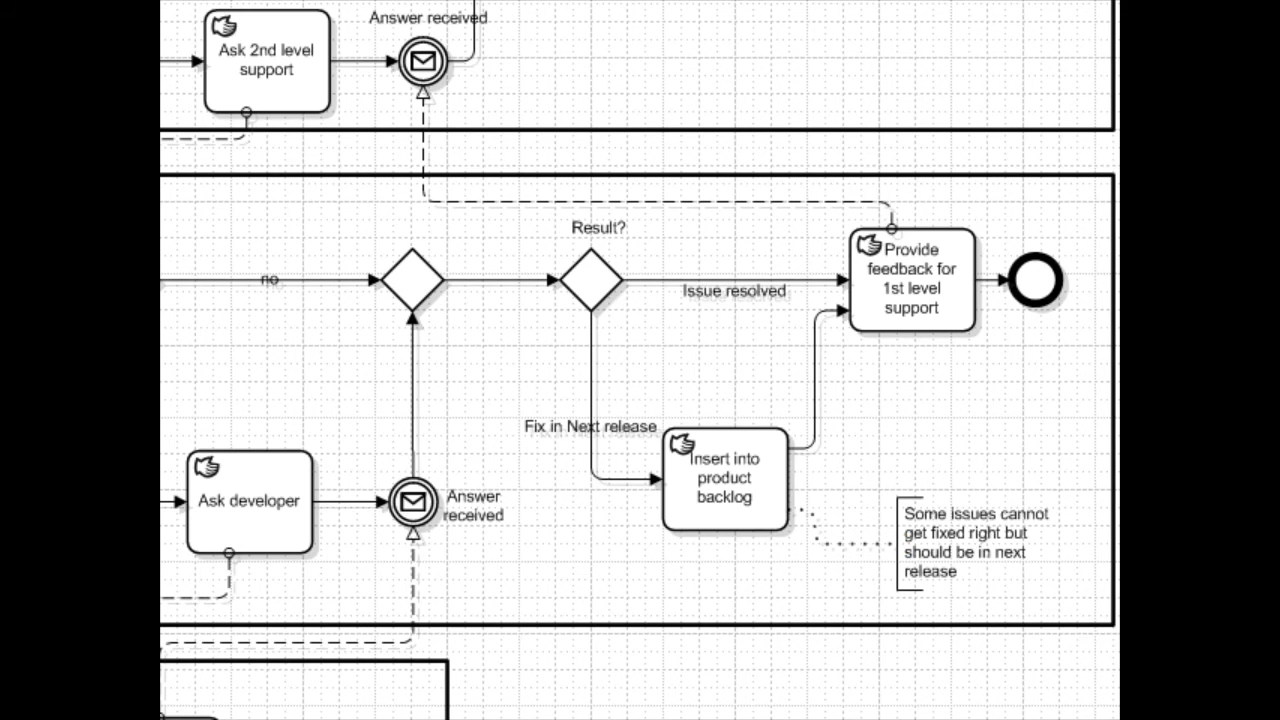 Answer received
Ask 2nd level
support
Result?
Provide
feedback for
1st level
support
no
Issue resolved
Fix in Next release
Insert into
product
backlog
Ask developer
Answer
received
Some issues cannot
get fixed right but
should be in next
release